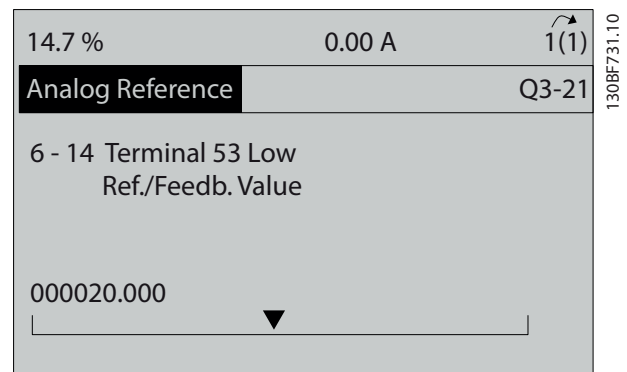 14.7 % 0.00 A 1(1)
Analog Reference Q3-21
6 - 14 Terminal 53 Low
Ref./Feedb. Value
000020.000
130BF731.10